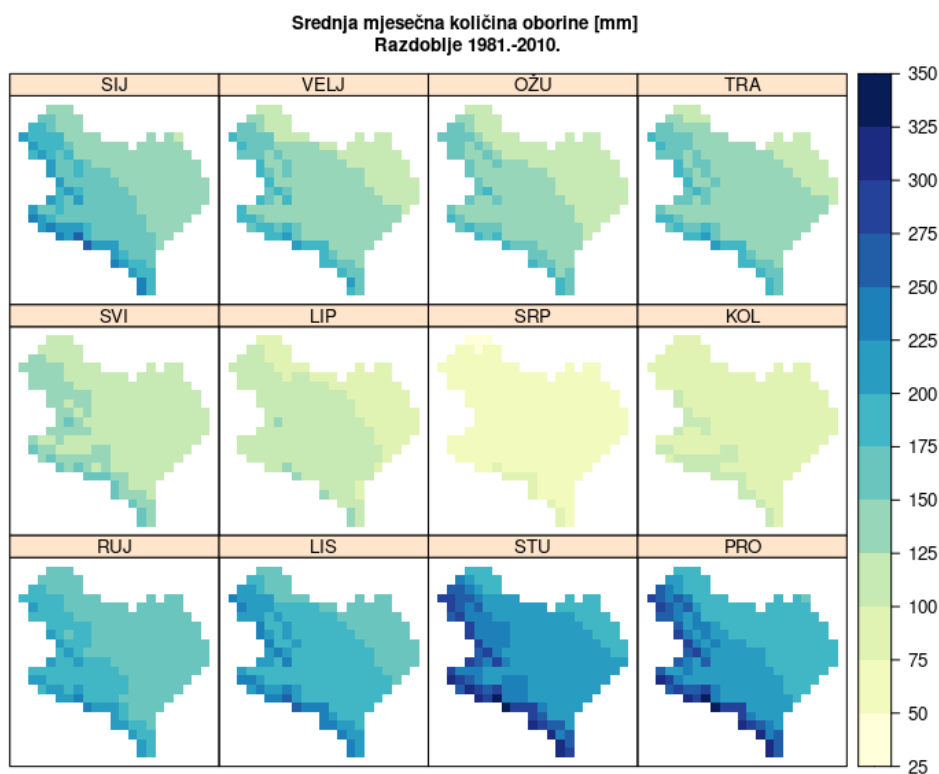 Srednja mjesečna količina oborine [mm]
Razdoblje 1981.-2010.
SIJ VELJ OŽU TRA
SVI LIP SRP KOL
RUJ LIS STU PRO
350
325
300
275
250
225
200
175
150
125
100
75
50
25